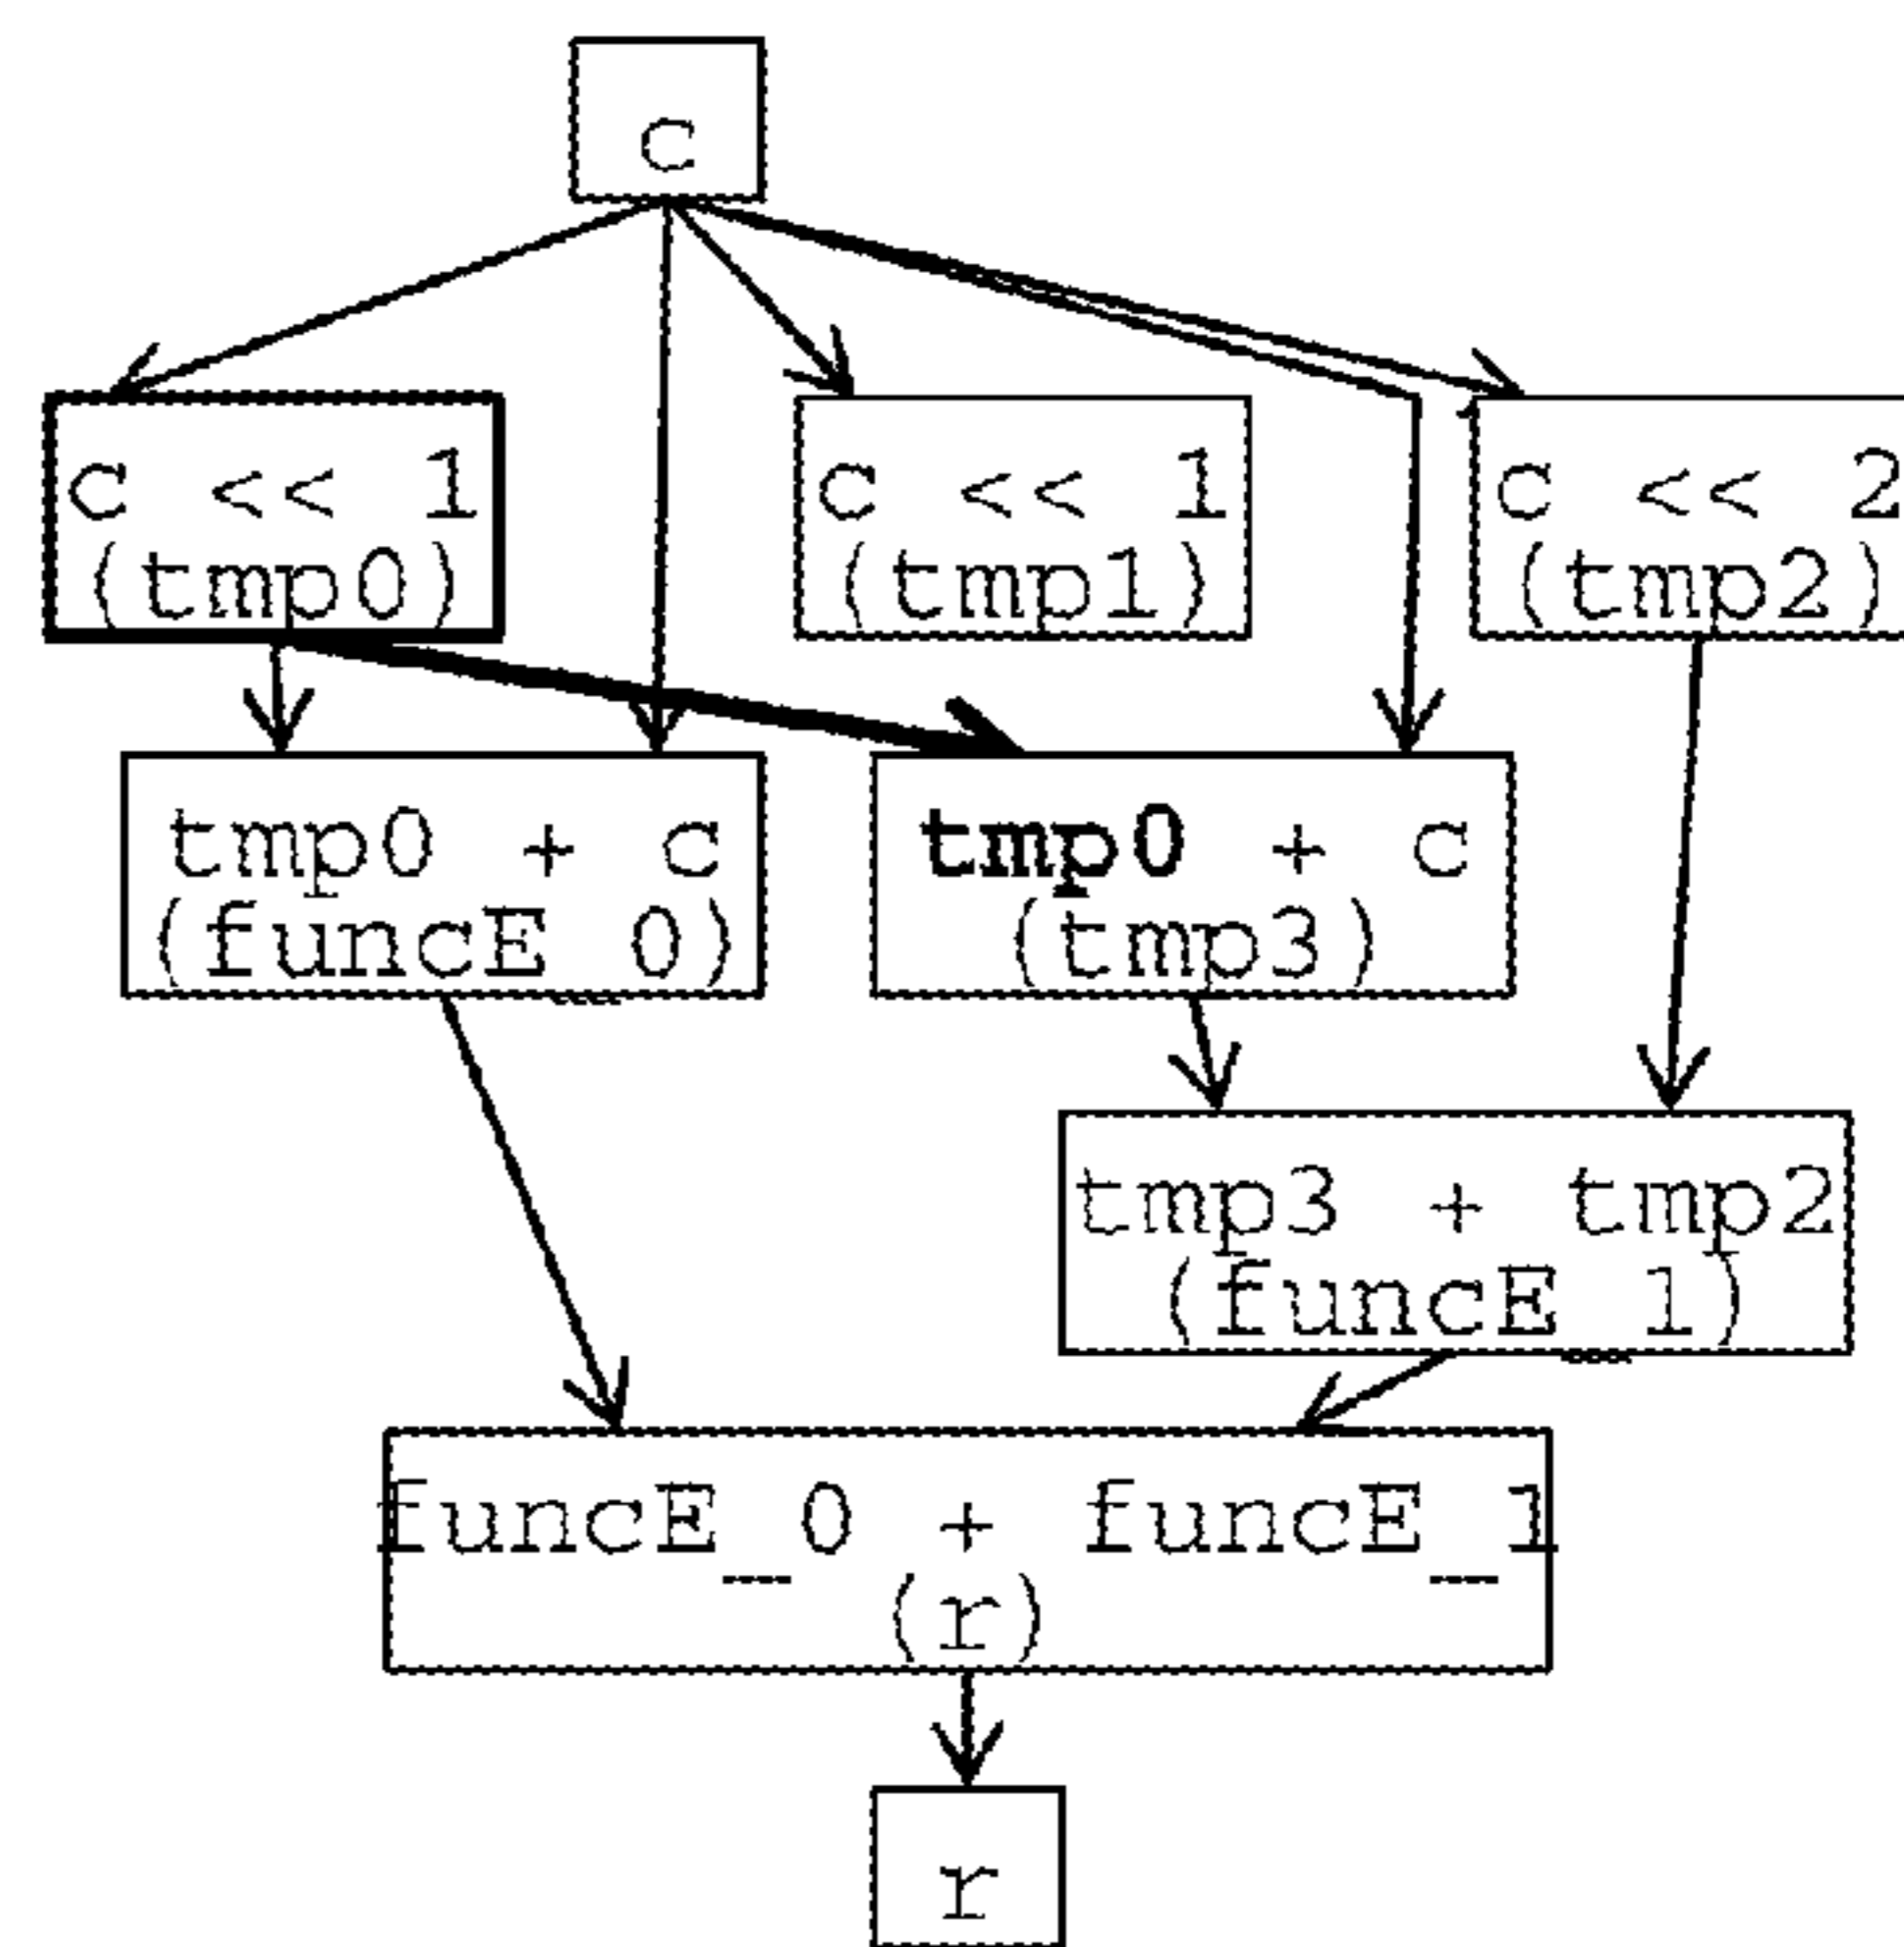 c
c << 1
(tmp0)
c << 1
(tmp1)
c << 2
(tmp2)
tmp0 + c
(funcE_0)
tmp0 + c
(tmp3)
tmp3 + tmp2
(funcE_1)
funcE_0 + funcE_1
(r)
r